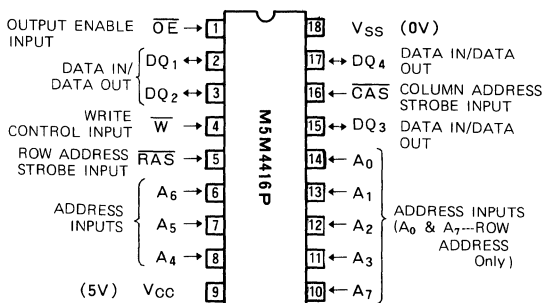 OUTPUT ENABLE INPUT
OE → 1
DATA IN/ DATA OUT
DQ1 ↔ 2
DQ2 ↔ 3
WRITE CONTROL INPUT
W → 4
ROW ADDRESS STROBE INPUT
RAS → 5
ADDRESS INPUTS
A6 → 6
A5 → 7
A4 → 8
(5V) VCC 9
M5M4416P
18 VSS (0V)
17 ↔ DQ4 DATA IN/DATA OUT
16 ← CAS COLUMN ADDRESS STROBE INPUT
15 ↔ DQ3 DATA IN/DATA OUT
14 ← A0
13 ← A1
12 ← A2
11 ← A3
10 ← A7
ADDRESS INPUTS
(A0 & A7---ROW
ADDRESS
Only)